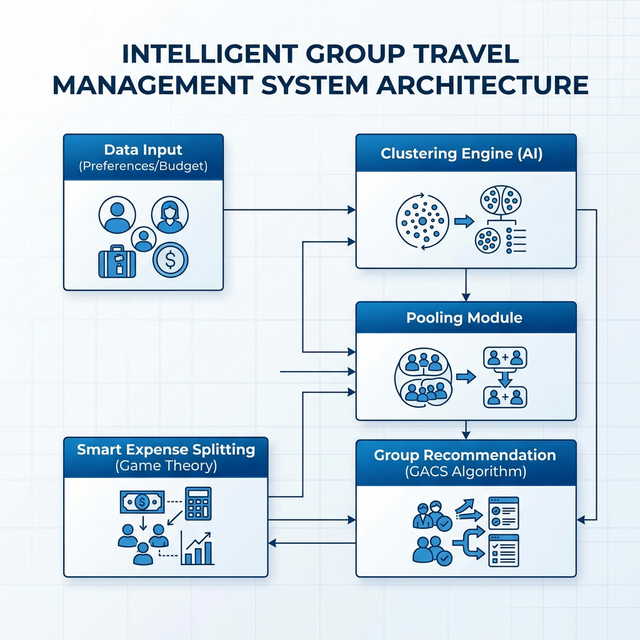 INTELLIGENT GROUP TRAVEL
MANAGEMENT SYSTEM ARCHITECTURE
Data Input
(Preferences/Budget)
$
Clustering Engine (AI)
Pooling Module
+
+
Smart Expense Splitting
(Game Theory)
$
Group Recommendation
(GACS Algorithm)